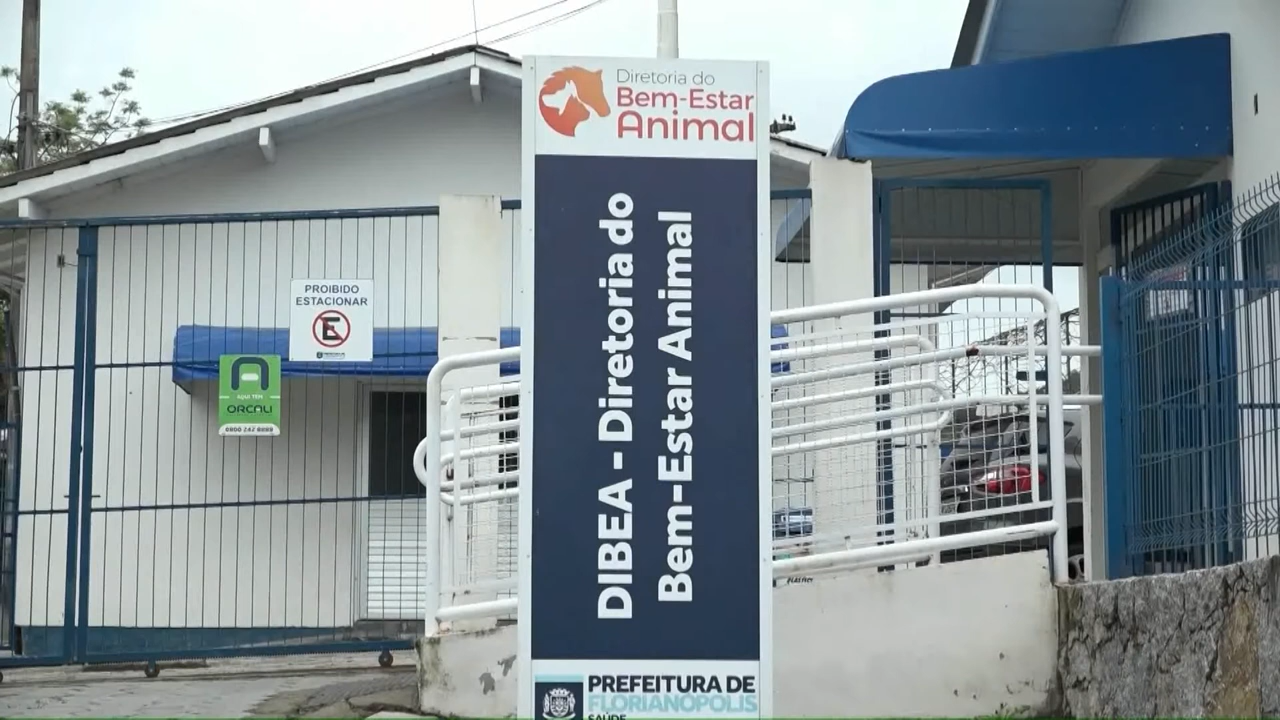 Diretoria do
Bem-Estar
Animal
DIBEA - Diretoria do
Bem-Estar Animal
PREFEITURA DE
FLORIANÓPOLIS
SAÚDE
PROIBIDO
ESTACIONAR
E
AQUI TEM
ORCALI
0800 247 6000